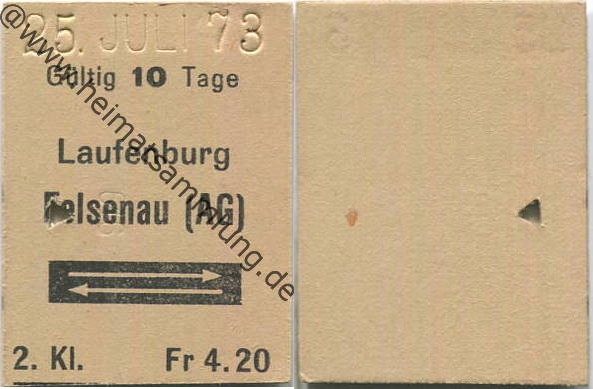 25. JULI 73
Gültig 10 Tage
Laufenburg
Felsenau (AG)
2. Kl. Fr 4.20
@www.heimatsammlung.de